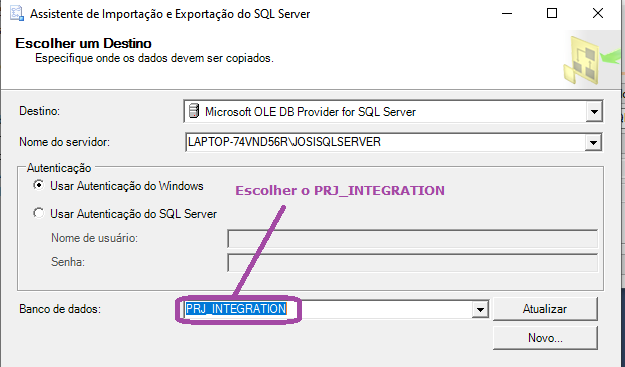 Assistente de Importação e Exportação do SQL Server
Escolher um Destino
Especifique onde os dados devem ser copiados.
Destino:
Microsoft OLE DB Provider for SQL Server
Nome do servidor:
LAPTOP-74VND56R\JOSISQLSERVER
Autenticação
Usar Autenticação do Windows
Escolher o PRJ_INTEGRATION
Usar Autenticação do SQL Server
Nome de usuário:
Senha:
Banco de dados:
PRJ_INTEGRATION
Atualizar
Novo...